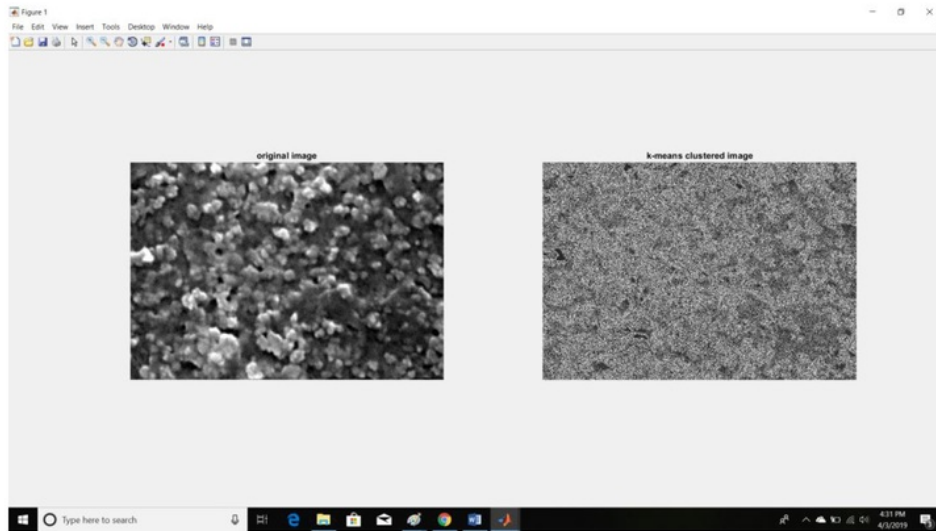 Figure 1
File Edit View Insert Tools Desktop Window Help
original image
k-means clustered image
Type here to search
4:31 PM
4/3/2019